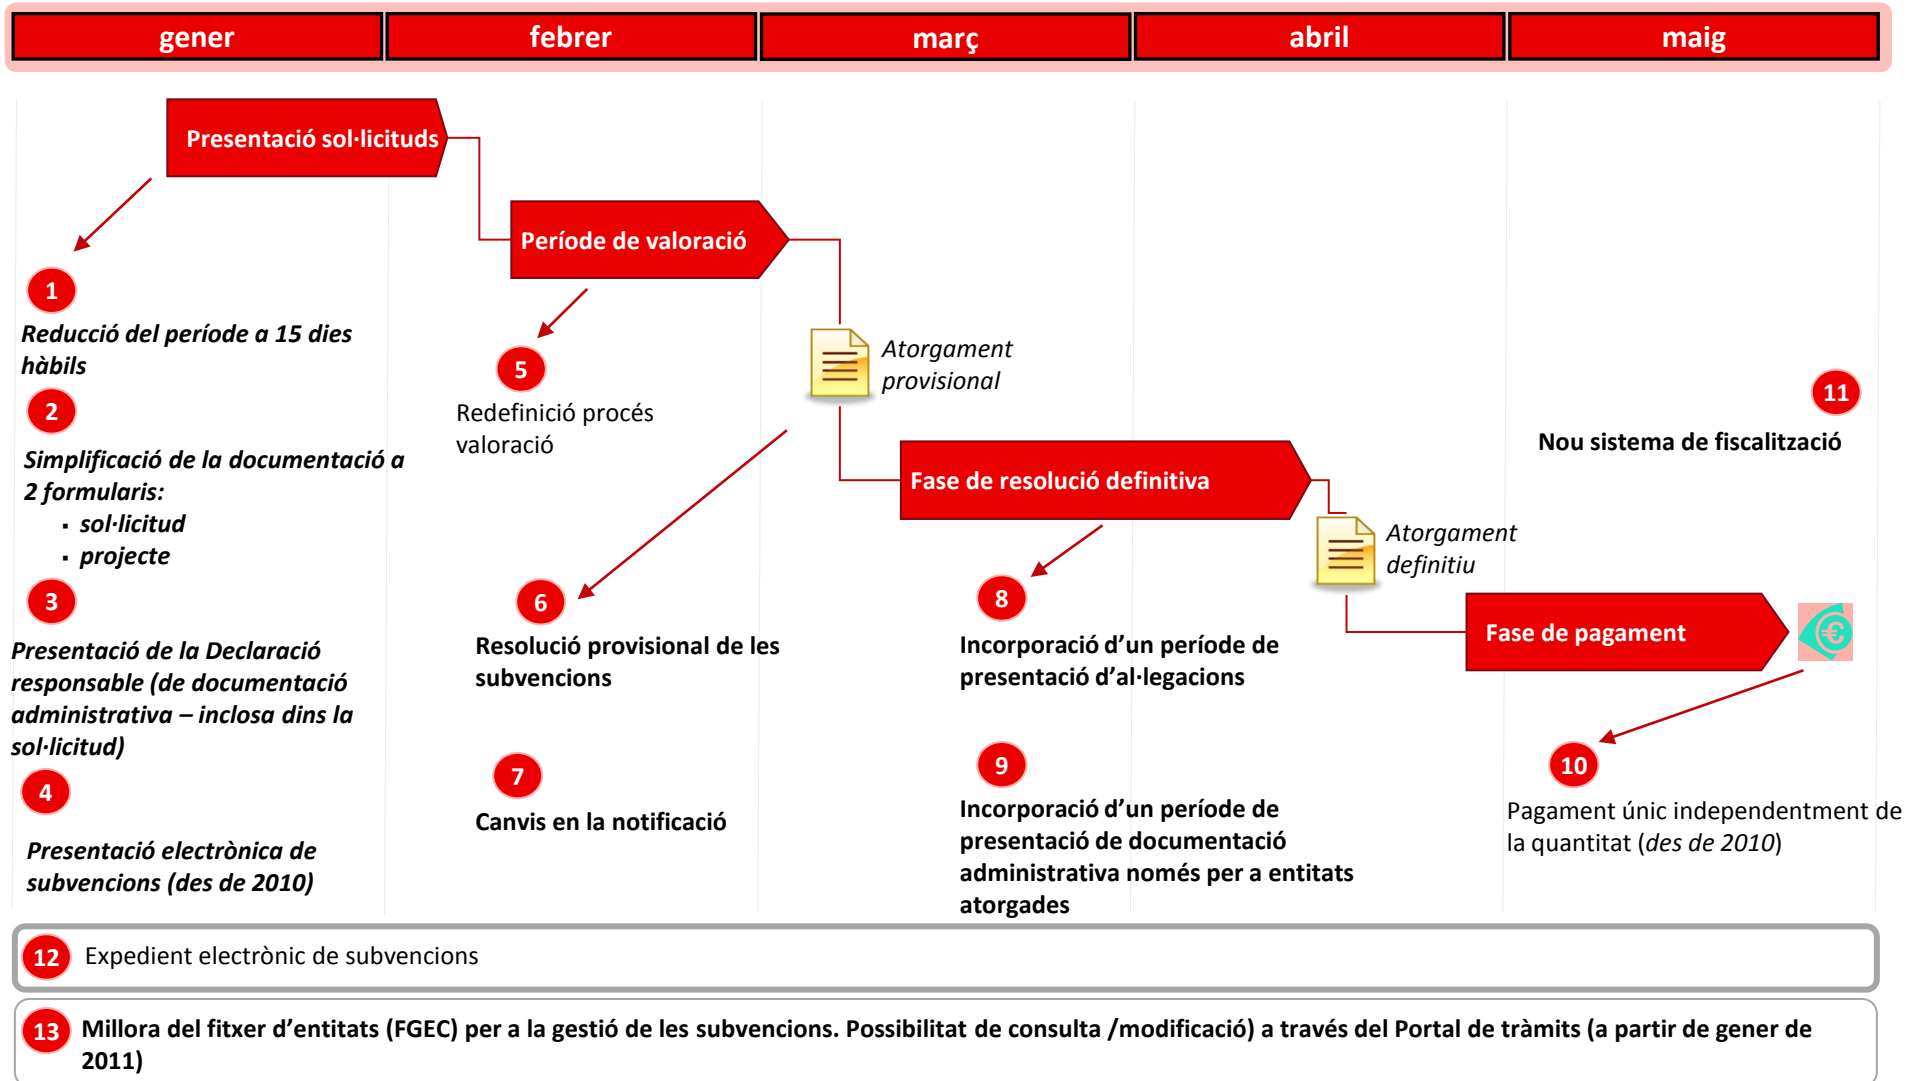 gener
febrer
març
abril
maig
Presentació sol·licituds
Període de valoració
1
Reducció del període a 15 dies
hàbils
2
Simplificació de la documentació a
2 formularis:
▪ sol·licitud
▪ projecte
3
Presentació de la Declaració
responsable (de documentació
administrativa – inclosa dins la
sol·licitud)
4
Presentació electrònica de
subvencions (des de 2010)
5
Redefinició procés
valoració
Atorgament
provisional
6
Resolució provisional de les
subvencions
7
Canvis en la notificació
Fase de resolució definitiva
8
Incorporació d’un període de
presentació d’al·legacions
9
Incorporació d’un període de
presentació de documentació
administrativa només per a entitats
atorgades
Atorgament
definitiu
11
Nou sistema de fiscalització
Fase de pagament
€
10
Pagament únic independentment de
la quantitat (des de 2010)
12 Expedient electrònic de subvencions
13 Millora del fitxer d’entitats (FGEC) per a la gestió de les subvencions. Possibilitat de consulta /modificació) a través del Portal de tràmits (a partir de gener de
2011)